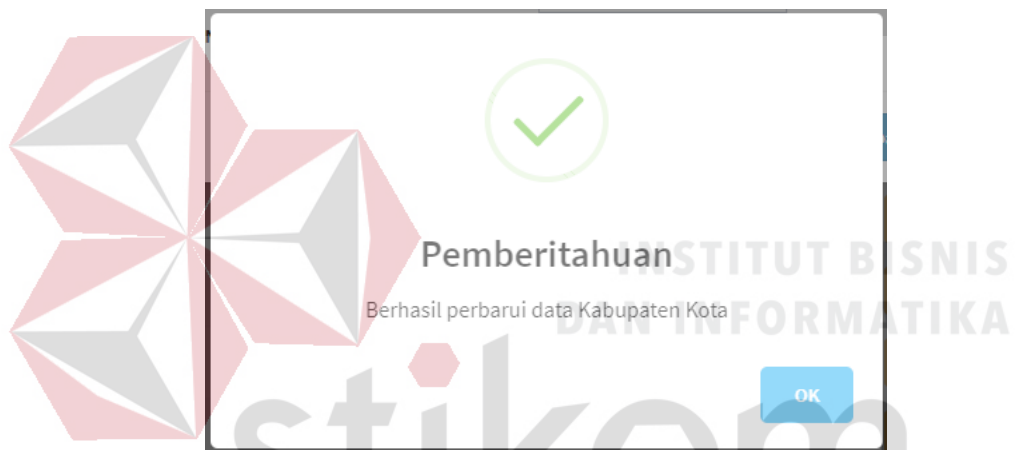 Pemberitahuan
INSTITUT BISNIS
Berhasil perbarui data Kabupaten Kota
DAN INFORMATIKA
OK
stikom